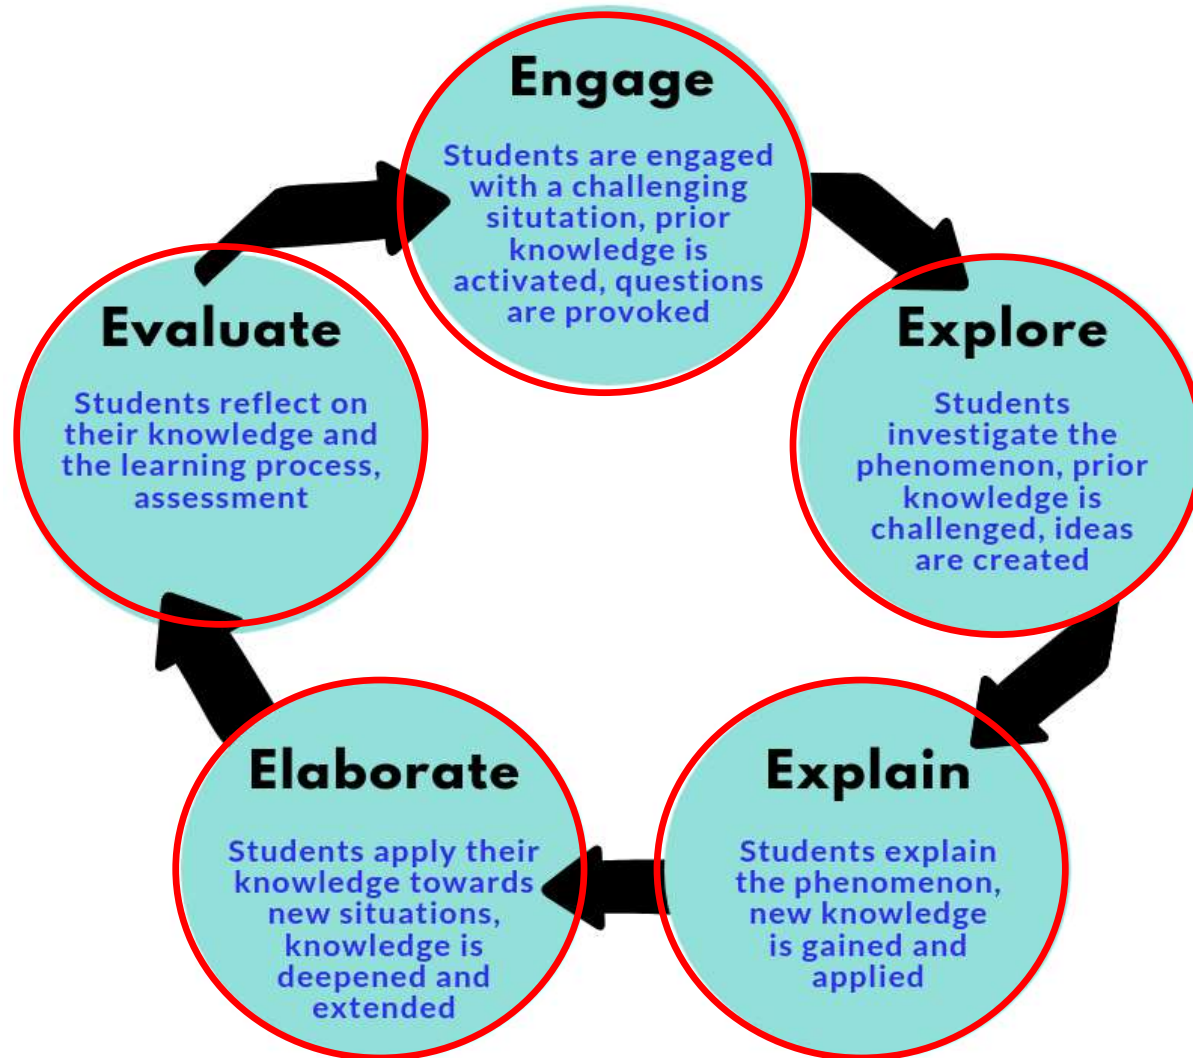 Engage
Students are engaged
with a challenging
situtation, prior
knowledge is
activated, questions
are provoked
Explore
Students
investigate the
phenomenon, prior
knowledge is
challenged, ideas
are created
Explain
Students explain
the phenomenon,
new knowledge
is gained and
applied
Elaborate
Students apply their
knowledge towards
new situations,
knowledge is
deepened and
extended
Evaluate
Students reflect on
their knowledge and
the learning process,
assessment